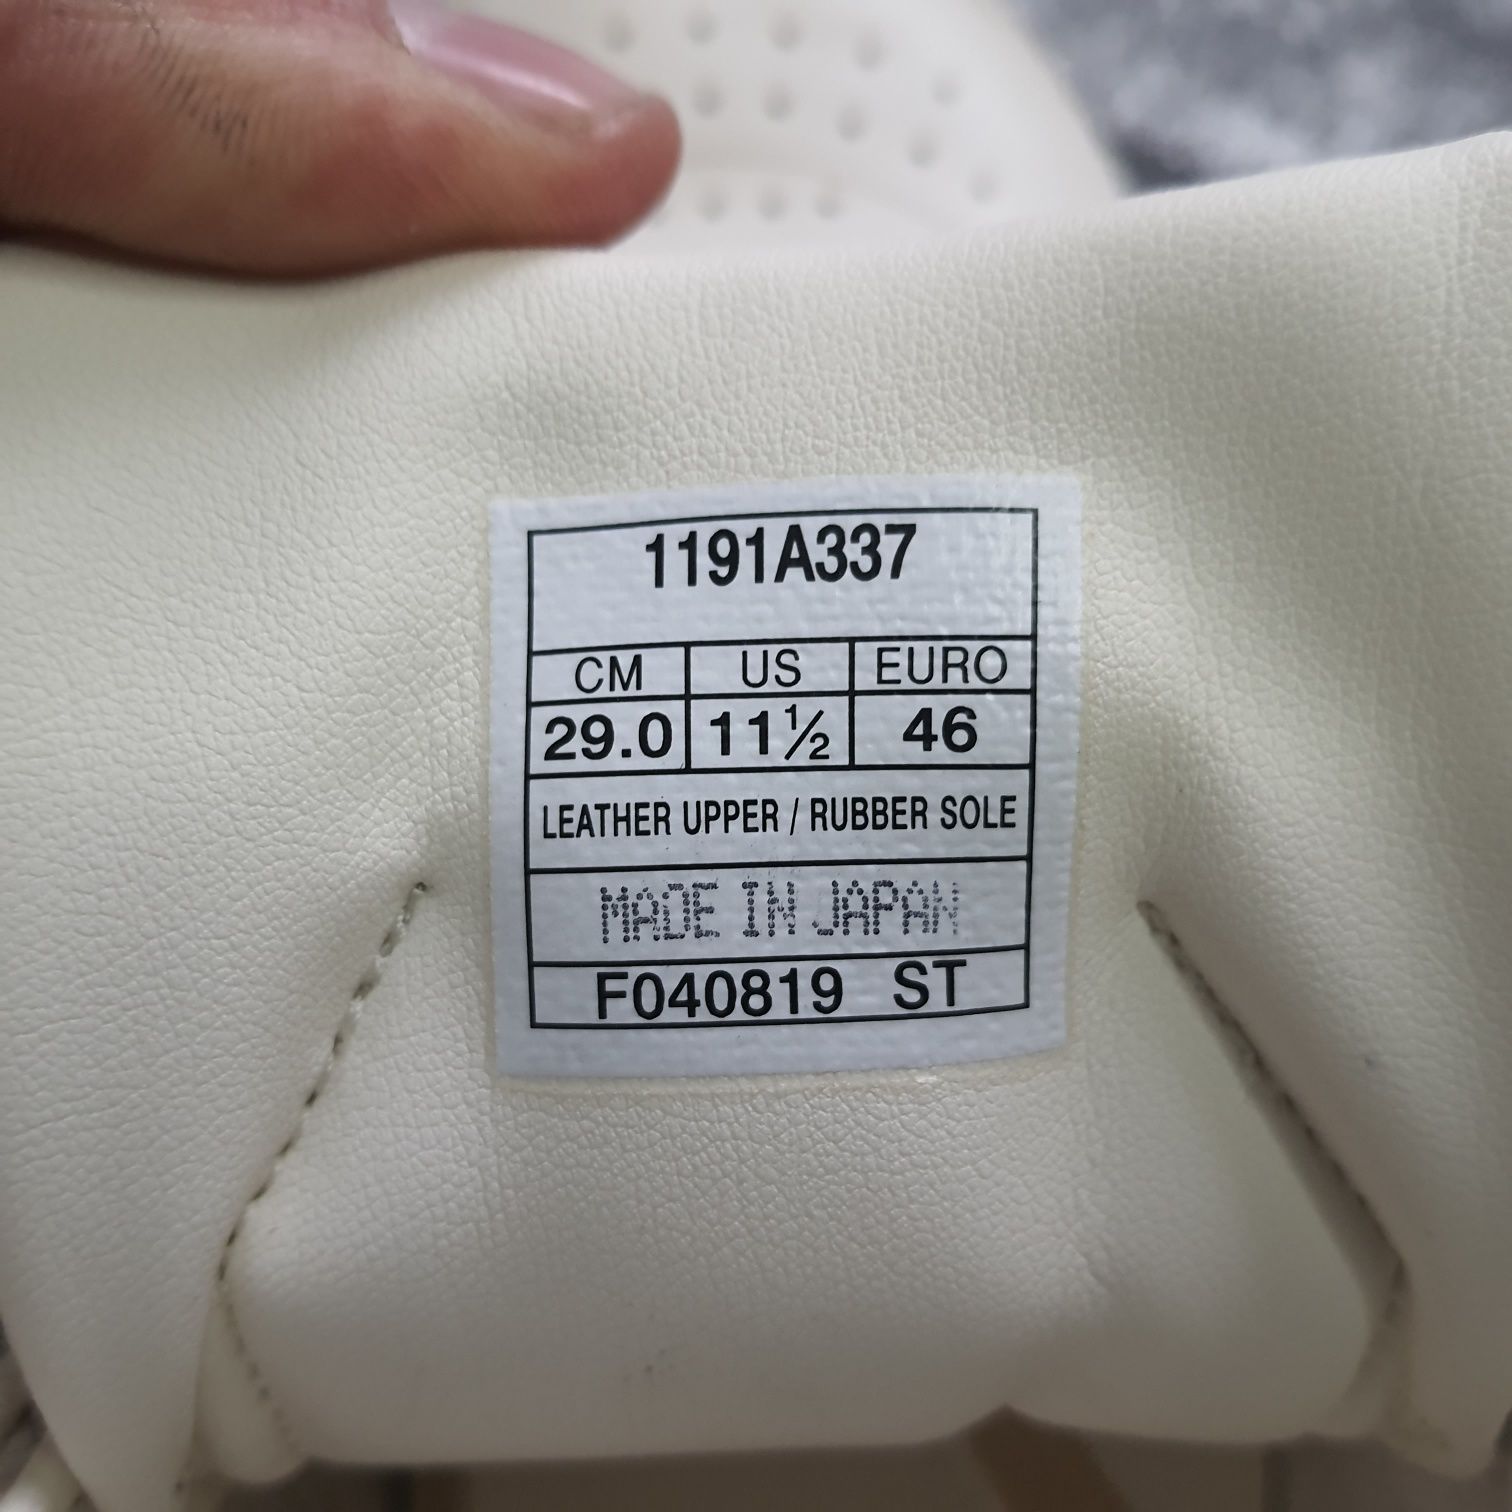 1191A337
CM US EURO
29.0 11½ 46
LEATHER UPPER / RUBBER SOLE
MADE IN JAPAN
F040819 ST